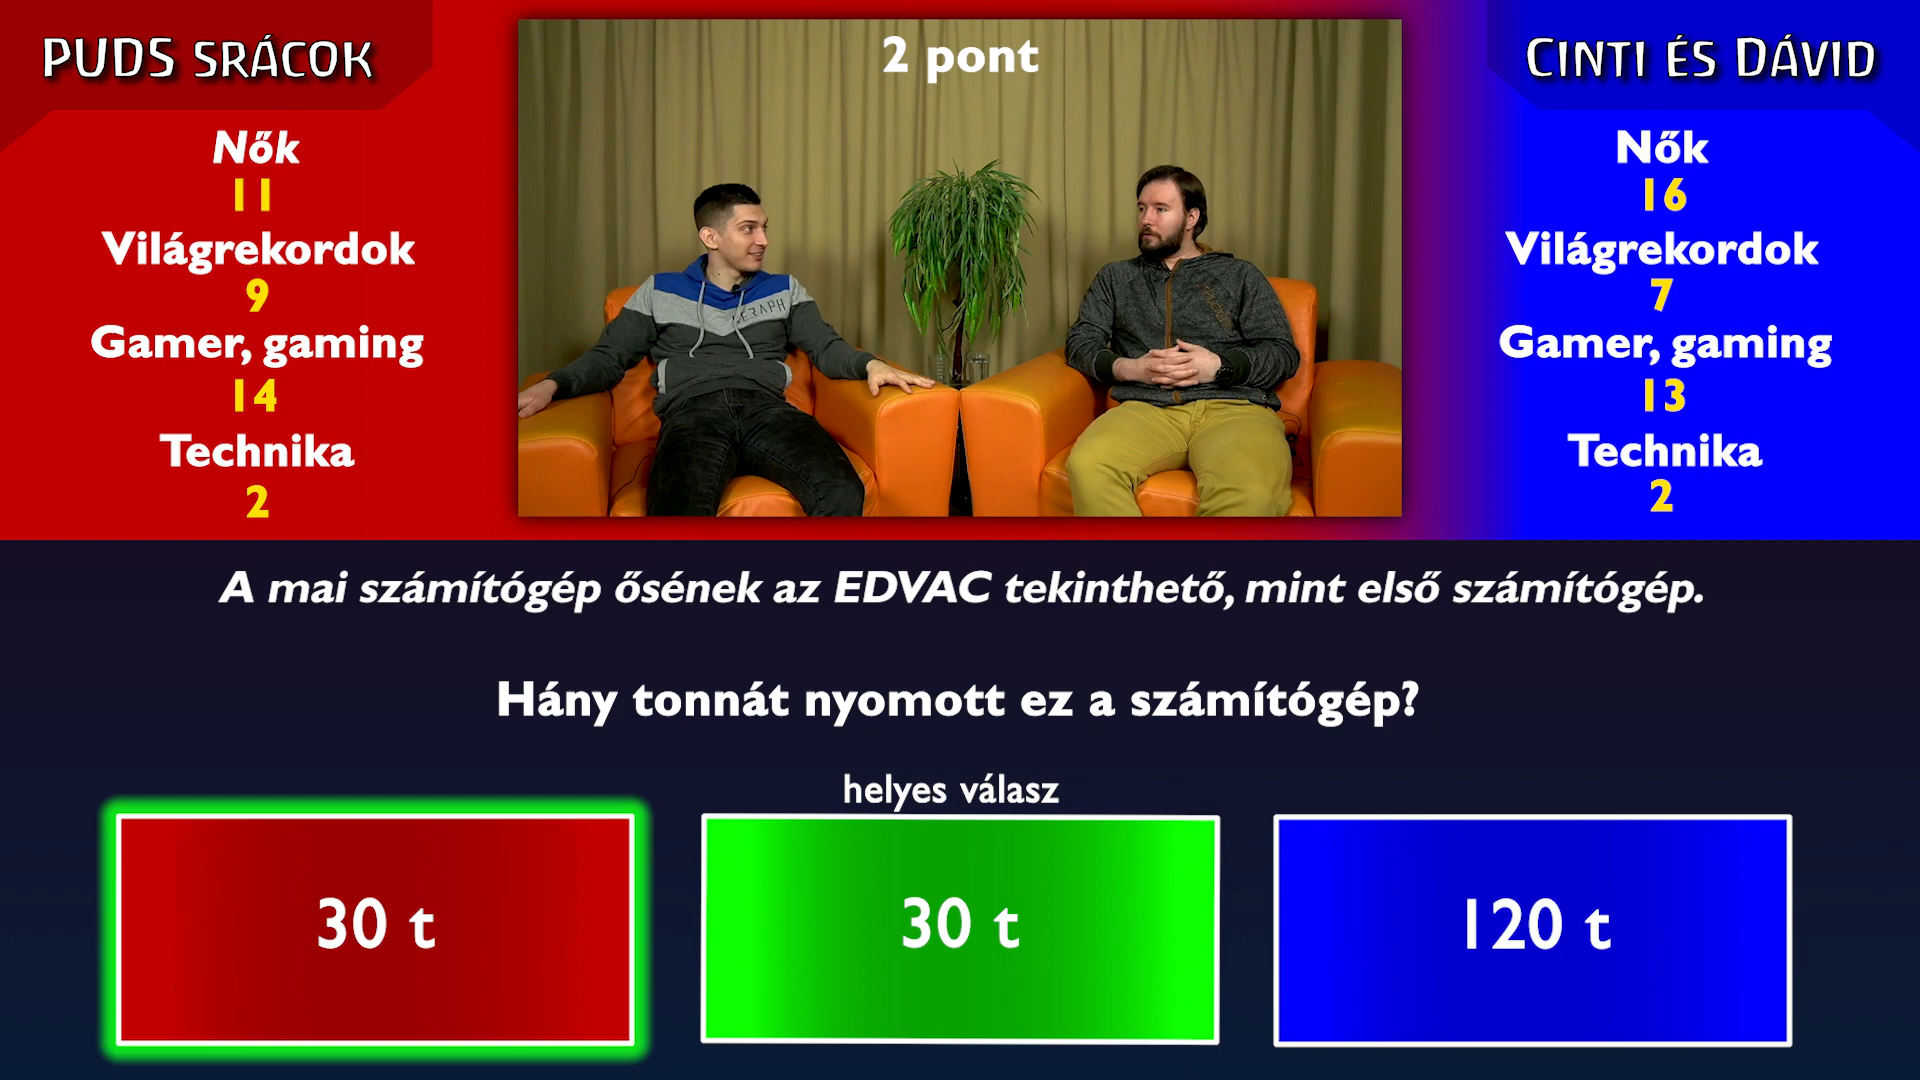 PUDS SRÁCOK
Nők
11
Világrekordok
9
Gamer, gaming
14
Technika
2
2 pont
SERAPH
CINTI ÉS DÁVID
Nők
16
Világrekordok
7
Gamer, gaming
13
Technika
2
A mai számítógép ősének az EDVAC tekinthető, mint első számítógép.
Hány tonnát nyomott ez a számítógép?
helyes válasz
30 t
30 t
120 t